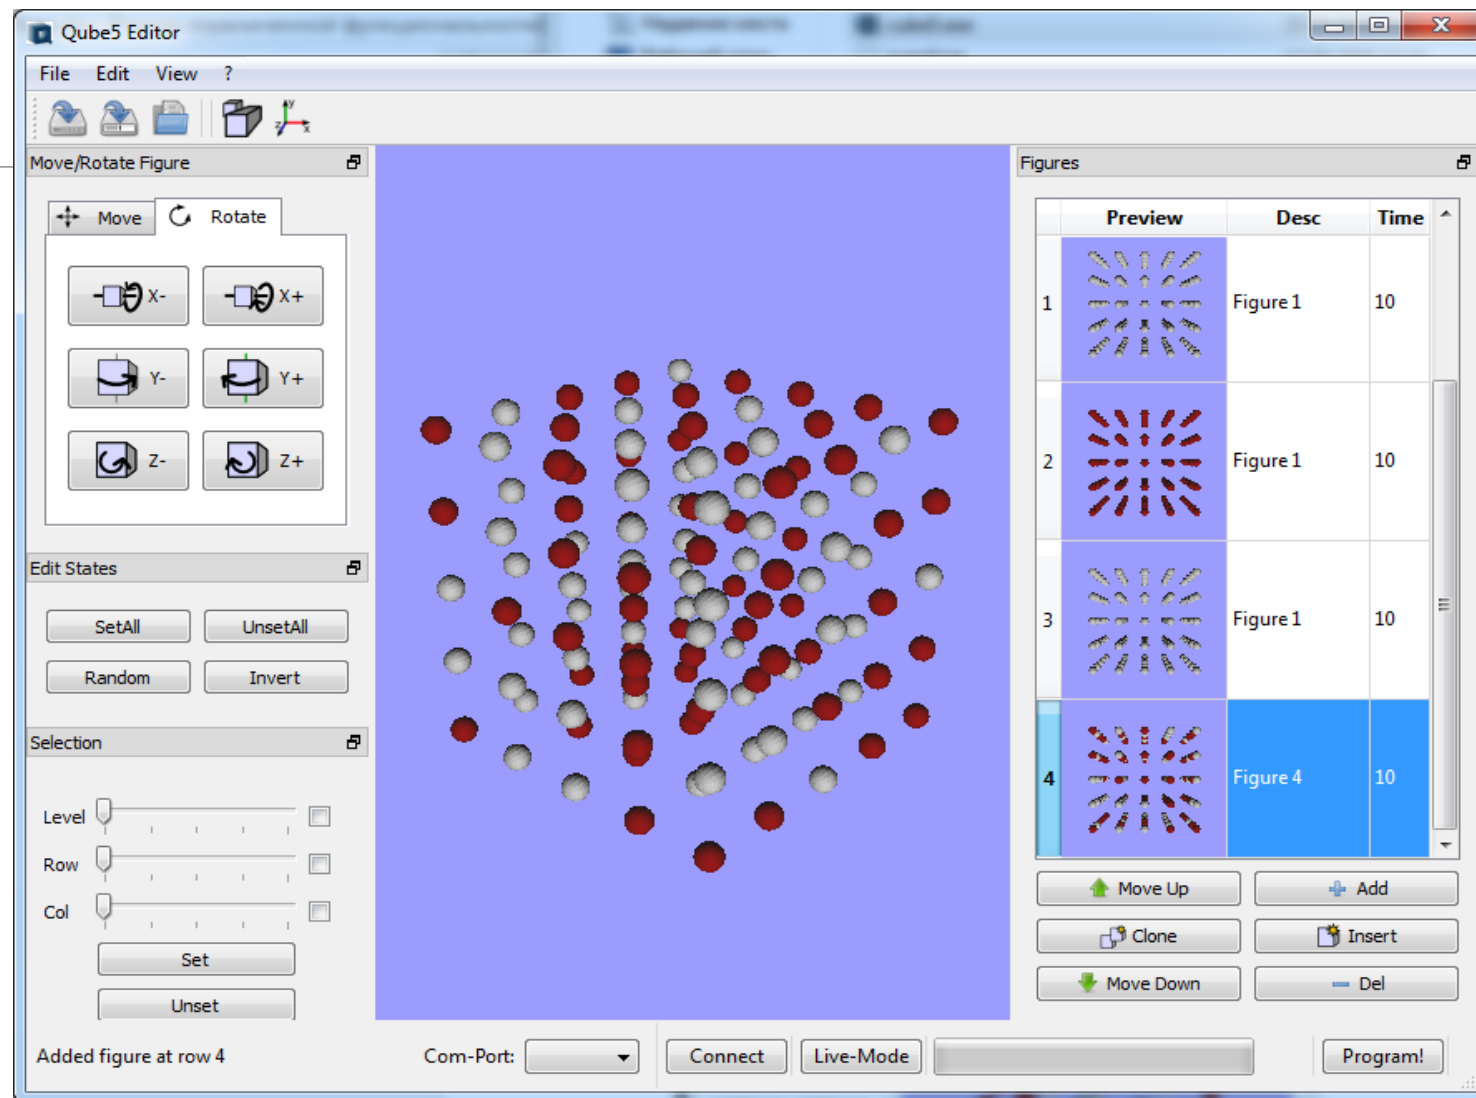 Qube5 Editor
File Edit View ?
y
z x
Move/Rotate Figure
Figures
Move Rotate
Preview Desc Time
X- X+
1 Figure 1 10
Y- Y+
Z- Z+
2 Figure 1 10
Edit States
SetAll UnsetAll
Random Invert
3 Figure 1 10
Selection
Level
Row
Col
Set
Unset
4 Figure 4 10
Move Up Add
Clone Insert
Move Down Del
Added figure at row 4
Com-Port: Connect Live-Mode Program!